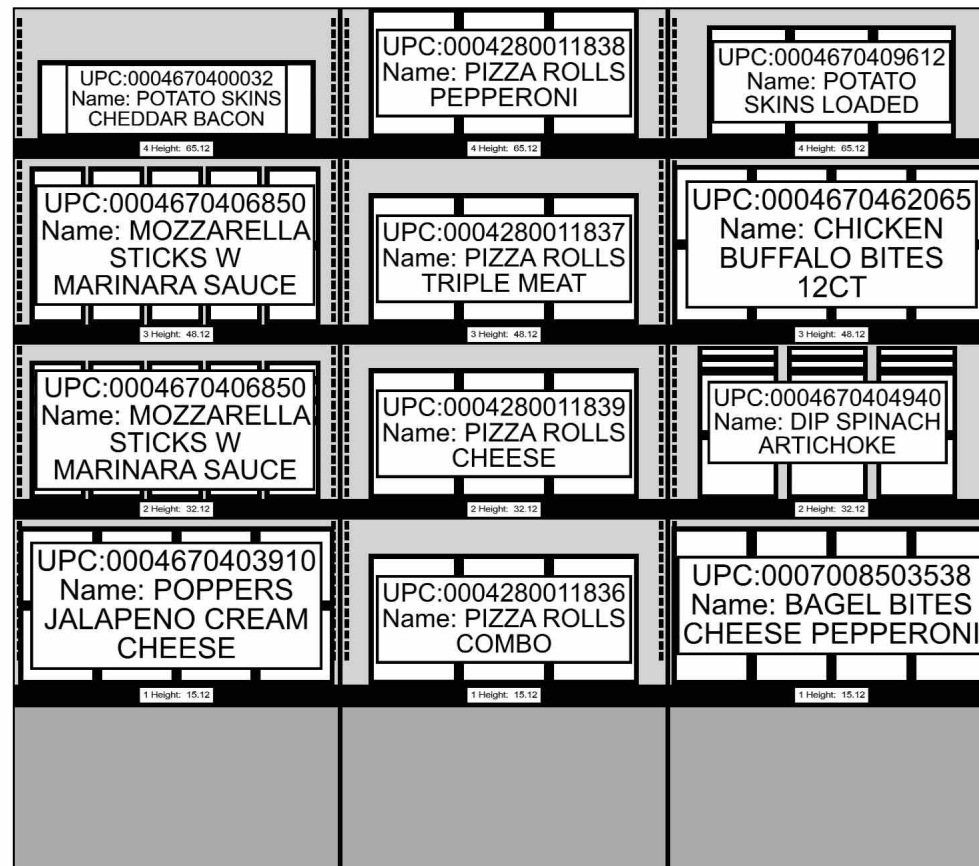 UPC:0004670400032
Name: POTATO SKINS
CHEDDAR BACON
4 Height: 65.12
UPC:0004280011838
Name: PIZZA ROLLS
PEPPERONI
4 Height: 65.12
UPC:0004670409612
Name: POTATO
SKINS LOADED
4 Height: 65.12
UPC:0004670406850
Name: MOZZARELLA
STICKS W
MARINARA SAUCE
3 Height: 48.12
UPC:0004280011837
Name: PIZZA ROLLS
TRIPLE MEAT
3 Height: 48.12
UPC:0004670462065
Name: CHICKEN
BUFFALO BITES
12CT
3 Height: 48.12
UPC:0004670406850
Name: MOZZARELLA
STICKS W
MARINARA SAUCE
2 Height: 32.12
UPC:0004280011839
Name: PIZZA ROLLS
CHEESE
2 Height: 32.12
UPC:0004670404940
Name: DIP SPINACH
ARTICHOKE
2 Height: 32.12
UPC:0004670403910
Name: POPPERS
JALAPENO CREAM
CHEESE
1 Height: 15.12
UPC:0004280011836
Name: PIZZA ROLLS
COMBO
1 Height: 15.12
UPC:0007008503538
Name: BAGEL BITES
CHEESE PEPPERONI
1 Height: 15.12